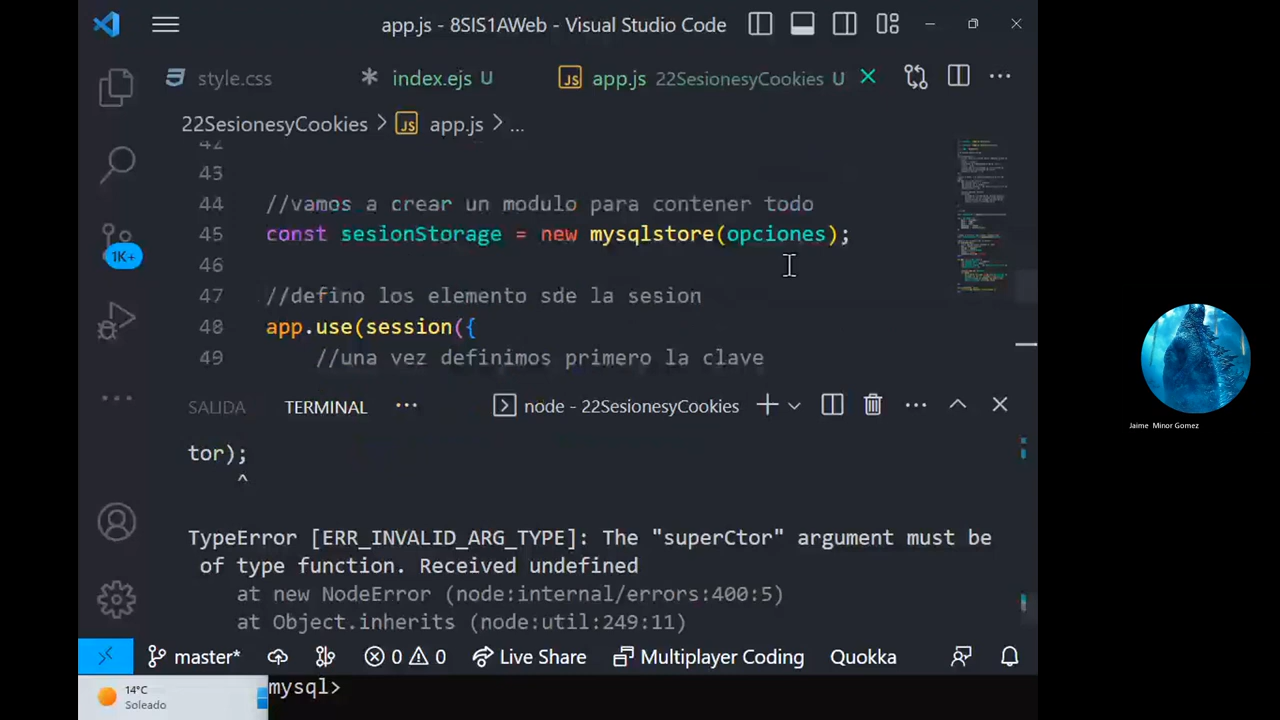 app.js - 8SIS1AWeb - Visual Studio Code
style.css
index.ejs U
JS app.js 22SesionesyCookies U
22SesionesyCookies > JS app.js > ...
42
43
44 //vamos a crear un modulo para contener todo
45 const sesionStorage = new mysqlstore(opciones);
46
47 //defino los elemento sde la sesion
48 app.use(session({
49 //una vez definimos primero la clave
1K+
SALIDA TERMINAL ... node - 22SesionesyCookies
tor);
^
TypeError [ERR_INVALID_ARG_TYPE]: The "superCtor" argument must be
of type function. Received undefined
at new NodeError (node:internal/errors:400:5)
at Object.inherits (node:util:249:11)
master* 0 0 Live Share Multiplayer Coding Quokka
14°C
Soleado
mysql>
Jaime Minor Gomez